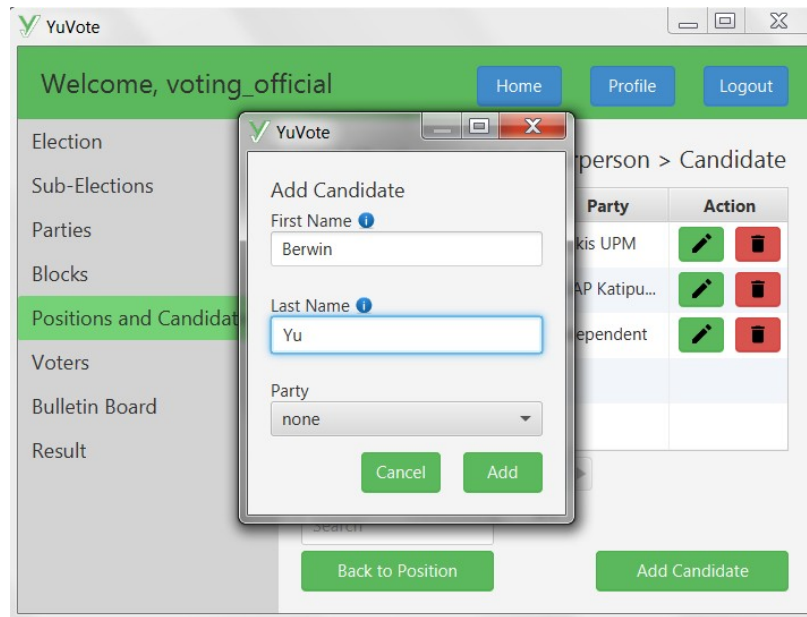 YuVote
Welcome, voting_official
Home
Profile
Logout
Election
Sub-Elections
Parties
Blocks
Positions and Candidat
Voters
Bulletin Board
Result
rperson > Candidate
Party
Action
kis UPM
AP Katipu...
ependent
YuVote
Add Candidate
First Name
Berwin
Last Name
Yu
Party
none
Cancel
Add
Search
Back to Position
Add Candidate